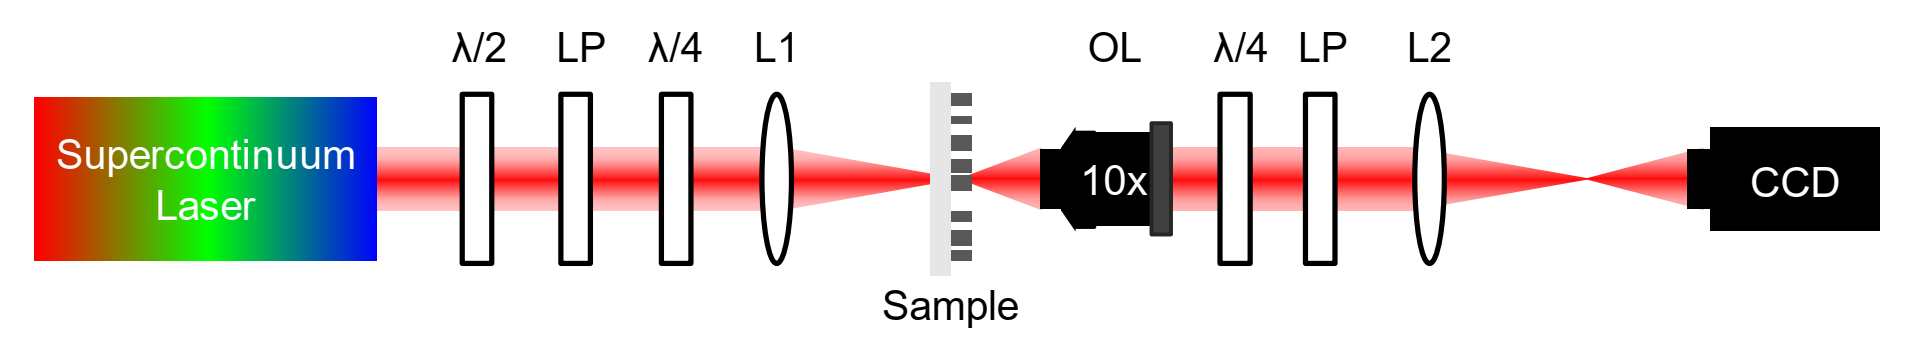 λ/2 LP λ/4 L1 OL λ/4 LP L2
Supercontinuum
Laser
10x
CCD
Sample